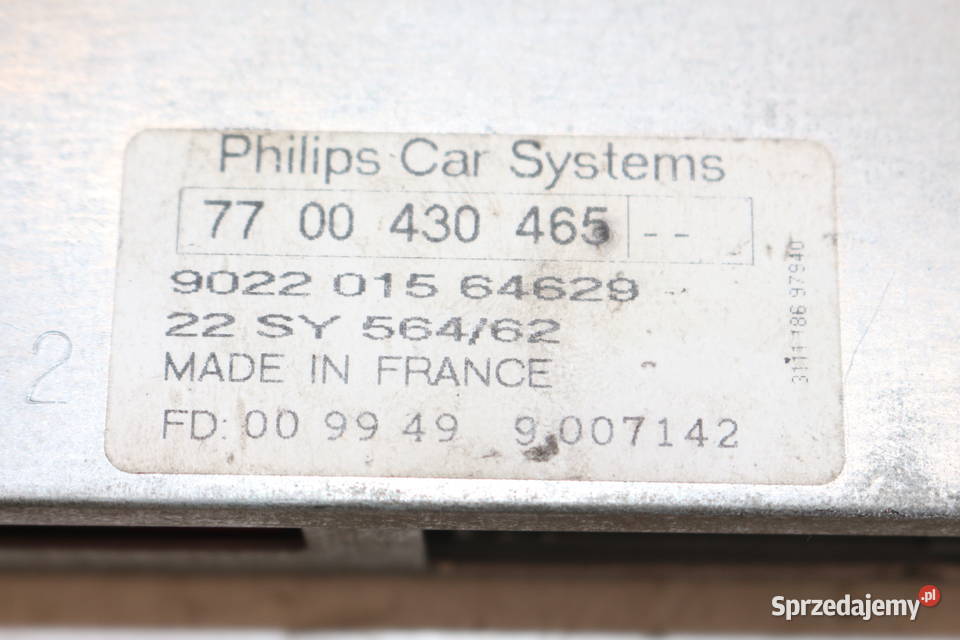 Philips Car Systems
77 00 430 465 --
9022 015 64629
22 SY 564/62
MADE IN FRANCE
FD: 00 99 49 9 007142
3111 186 97940
2
Sprzedajemy.pl